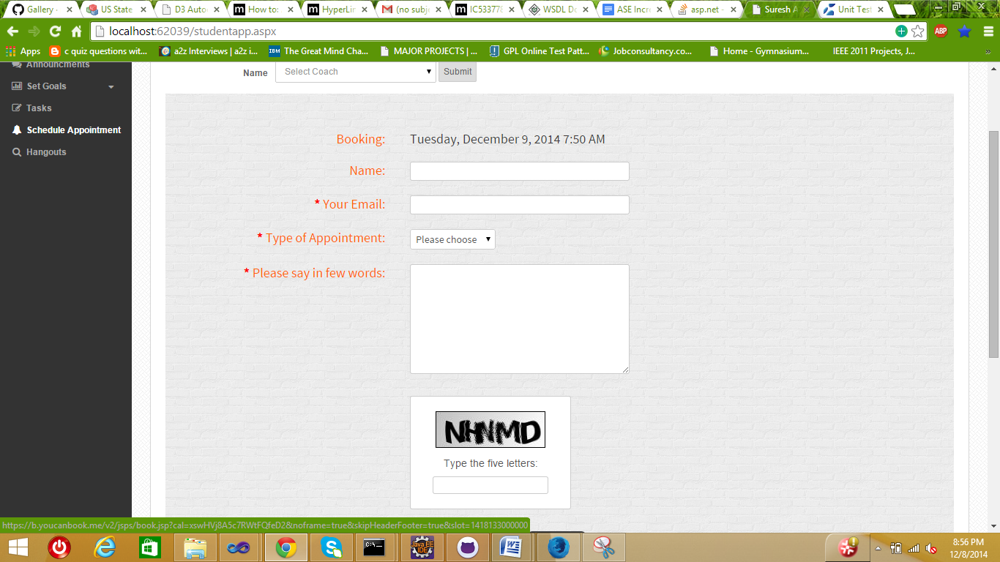 Gallery -
US State
D3 Auto
How to:
HyperLin
(no subje
IC533778
WSDL Do
ASE Incre
asp.net -
Suresh A
Unit Test
localhost:62039/studentapp.aspx
ABP
Apps
c quiz questions wit...
a2z Interviews | a2z i...
IBM
The Great Mind Cha...
MAJOR PROJECTS | ...
GPL Online Test Patt...
Jobconsultancy.co...
Home - Gymnasium...
IEEE 2011 Projects, J...
»
Announcments
Set Goals
Tasks
Schedule Appointment
Hangouts
Name Select Coach Submit
Booking: Tuesday, December 9, 2014 7:50 AM
Name:
* Your Email:
* Type of Appointment: Please choose
* Please say in few words:
NHNMD
Type the five letters:
https://b.youcanbook.me/v2/jsps/book.jsp?cal=xswHVj8A5c7RWtFQfeD2&noframe=true&skipHeaderFooter=true&slot=1418133000000
Java EE
IDE
8:56 PM
12/8/2014